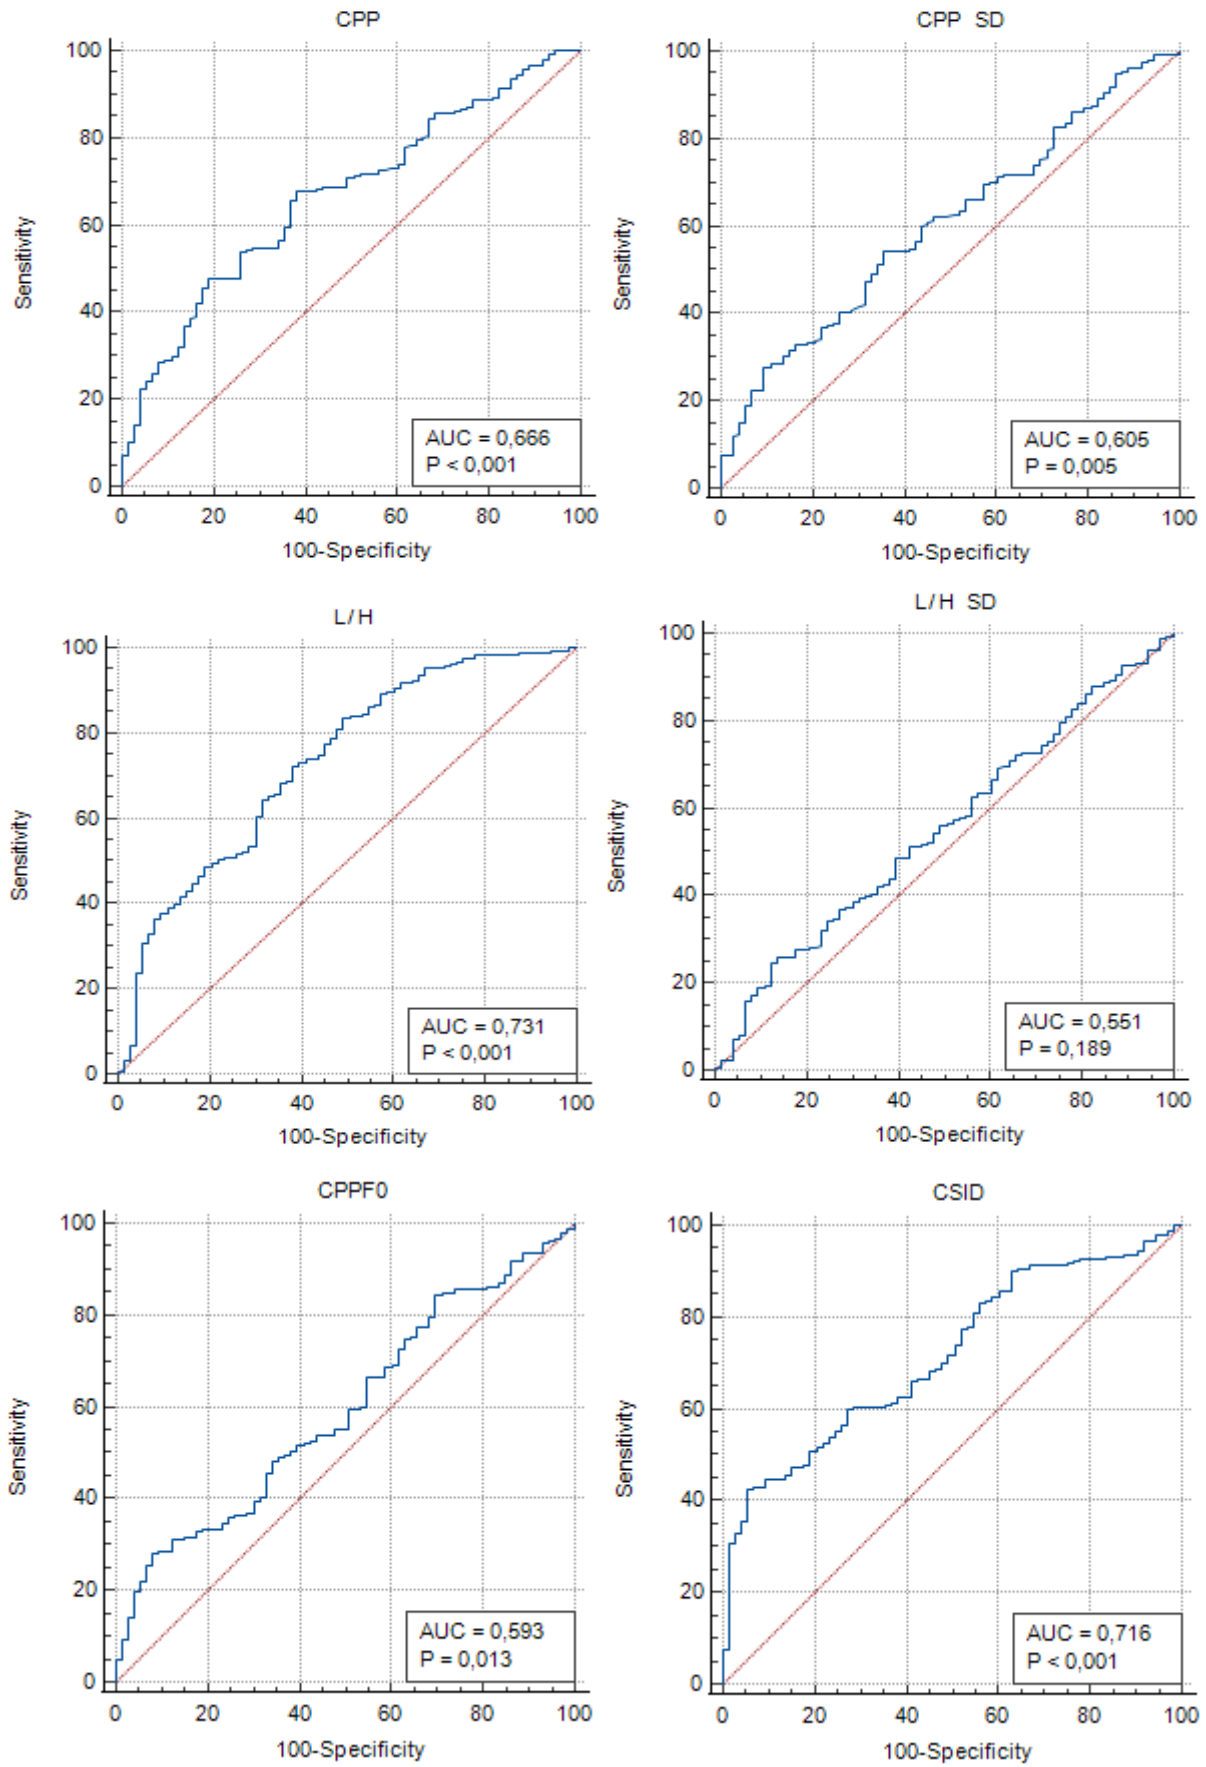 CPP
100
80
60
40
20
0
Sensitivity
AUC = 0,666
P < 0,001
0 20 40 60 80 100
100-Specificity
CPP SD
100
80
60
40
20
0
AUC = 0,605
P = 0,005
0 20 40 60 80 100
100-Specificity
L/H
100
80
60
40
20
0
Sensitivity
AUC = 0,731
P < 0,001
0 20 40 60 80 100
100-Specificity
L/H SD
100
80
60
40
20
0
Sensitivity
AUC = 0,551
P = 0,189
0 20 40 60 80 100
100-Specificity
CPPF0
100
80
60
40
20
0
Sensitivity
AUC = 0,593
P = 0,013
0 20 40 60 80 100
100-Specificity
CSID
100
80
60
40
20
0
Sensitivity
AUC = 0,716
P < 0,001
0 20 40 60 80 100
100-Specificity
Sensitivity